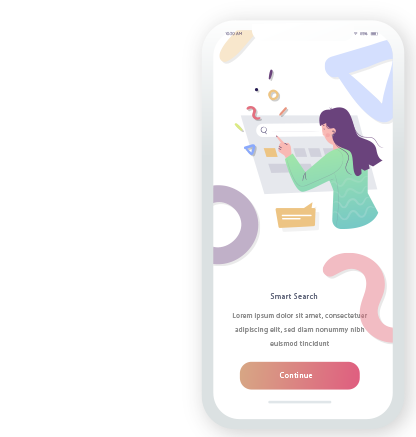 10:20 AM
Smart Search
Lorem ipsum dolor sit amet, consectetuer
adipiscing elit, sed diam nonummy nibh
euismod tincidunt
Continue